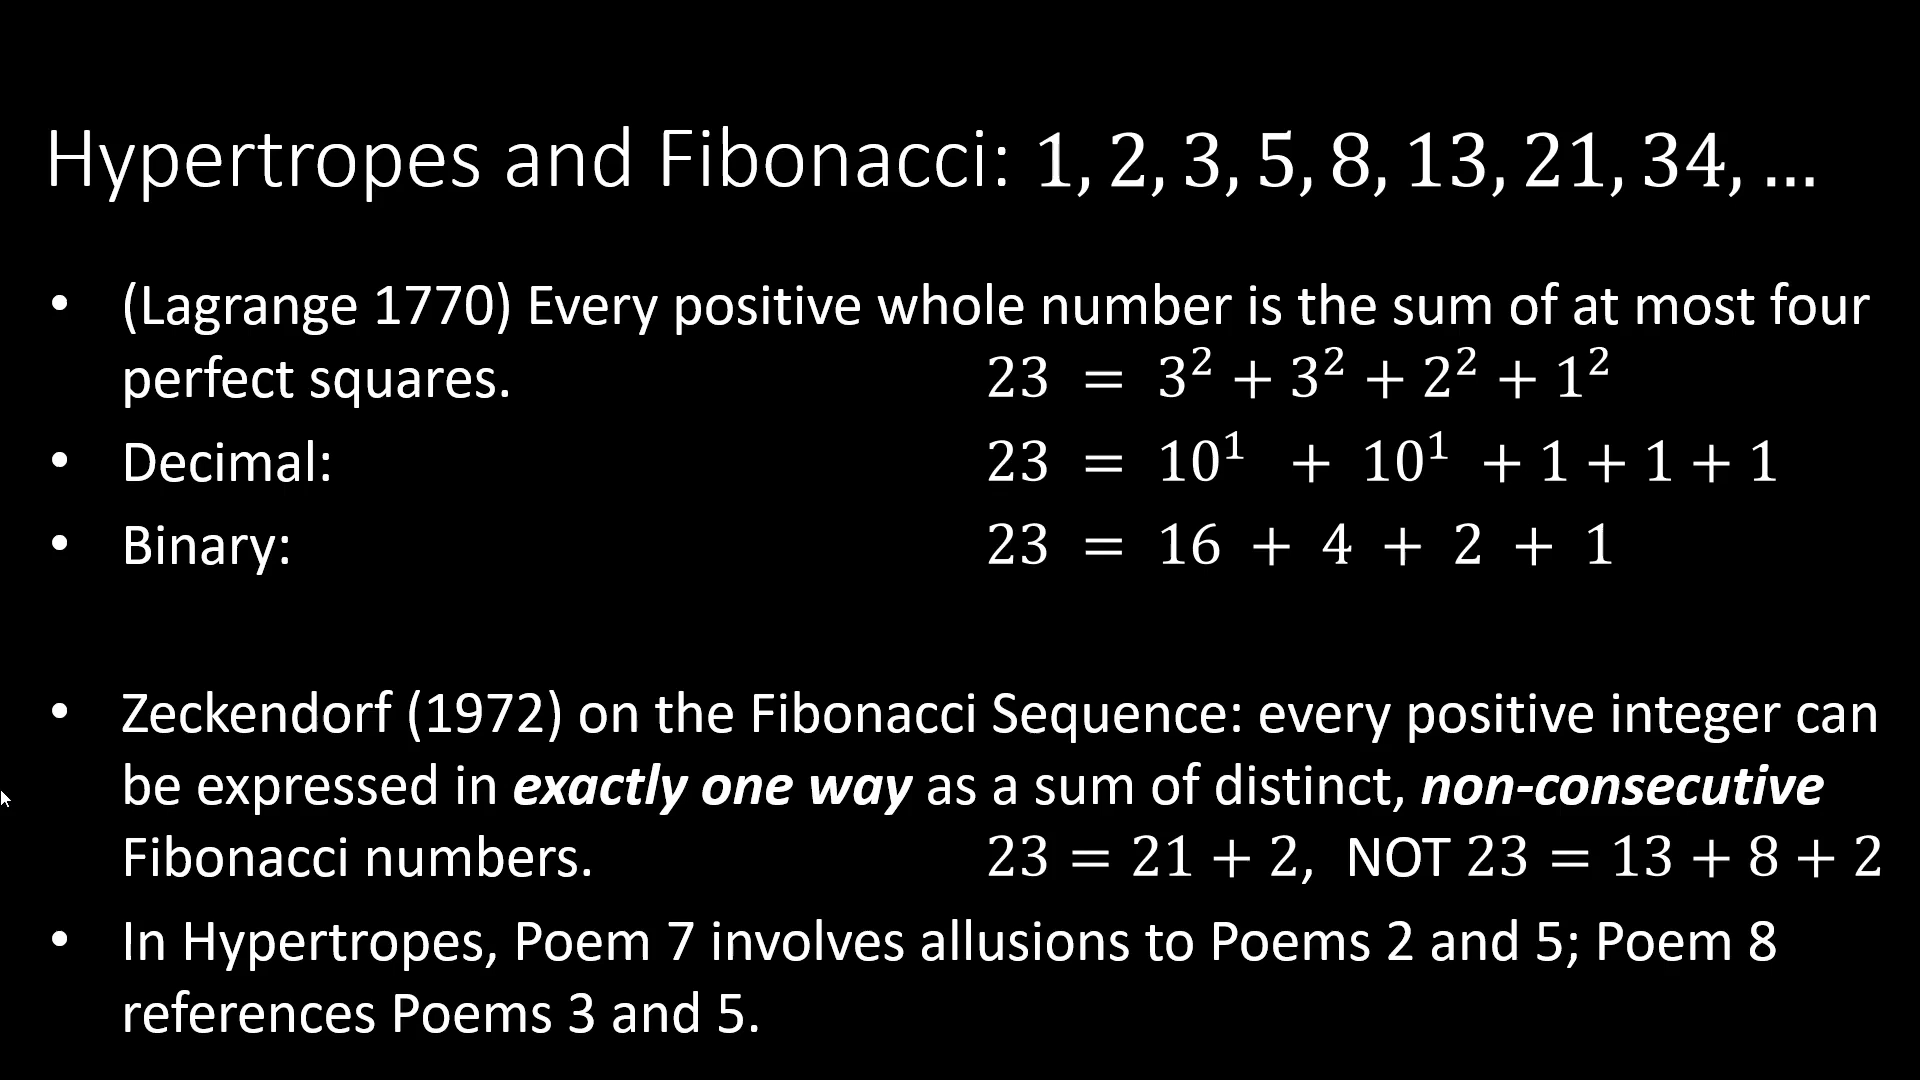 Hypertropes and Fibonacci: 1, 2, 3, 5, 8, 13, 21, 34, ...
• (Lagrange 1770) Every positive whole number is the sum of at most four
perfect squares. 23 = 3² + 3² + 2² + 1²
• Decimal: 23 = 10¹ + 10¹ + 1 + 1 + 1
• Binary: 23 = 16 + 4 + 2 + 1
• Zeckendorf (1972) on the Fibonacci Sequence: every positive integer can
be expressed in exactly one way as a sum of distinct, non-consecutive
Fibonacci numbers. 23 = 21 + 2, NOT 23 = 13 + 8 + 2
• In Hypertropes, Poem 7 involves allusions to Poems 2 and 5; Poem 8
references Poems 3 and 5.